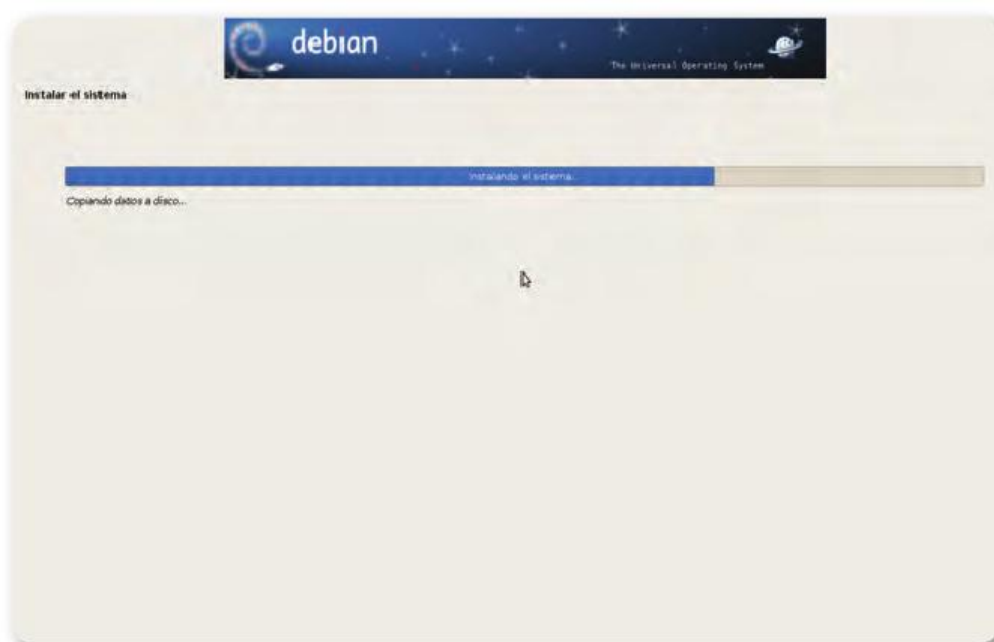 debian
The Universal Operating System
Instalar el sistema
Instalando el sistema...
Copiando datos a disco...